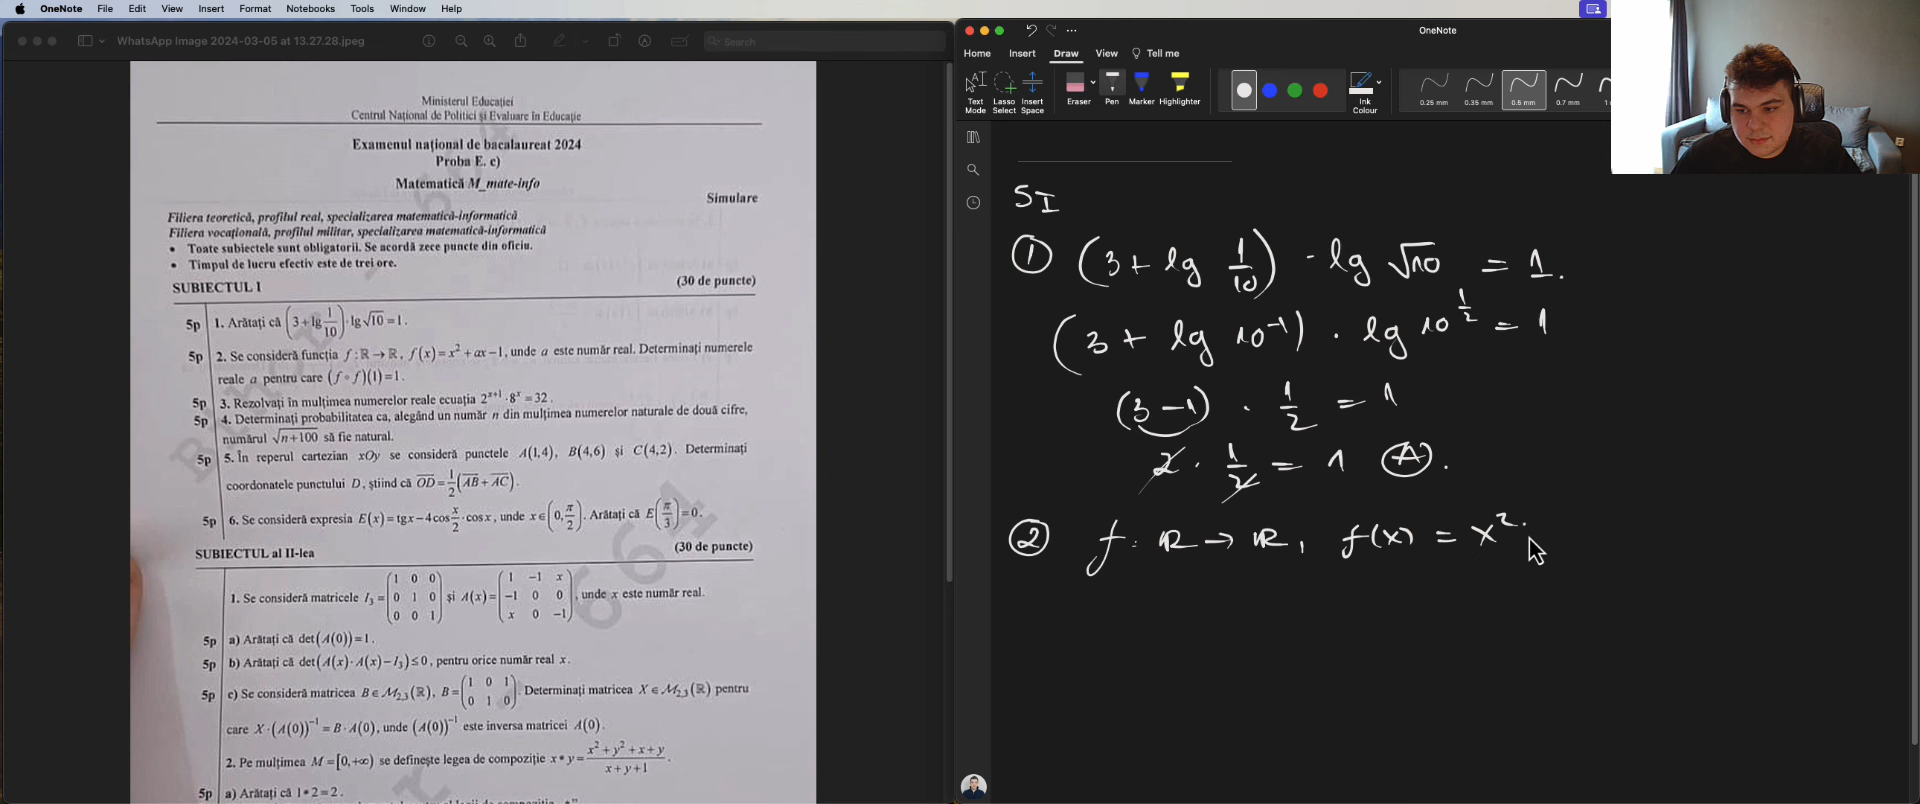 OneNote File Edit View Insert Format Notebooks Tools Window Help
WhatsApp Image 2024-03-05 at 13.27.28.jpeg
Search
Ministerul Educației
Centrul Național de Politici și Evaluare în Educație
Examenul național de bacalaureat 2024
Proba E. c)
Matematică M_mate-info
Simulare
Filiera teoretică, profilul real, specializarea matematică-informatică
Filiera vocațională, profilul militar, specializarea matematică-informatică
• Toate subiectele sunt obligatorii. Se acordă zece puncte din oficiu.
• Timpul de lucru efectiv este de trei ore.
SUBIECTUL I (30 de puncte)
5p 1. Arătați că (3+lg 1/10)·lg√10=1.
5p 2. Se consideră funcția f:ℝ→ℝ, f(x)=x²+ax−1, unde a este număr real. Determinați numerele
reale a pentru care (f∘f)(1)=1.
5p 3. Rezolvați în mulțimea numerelor reale ecuația 2^(x+1)·8^x=32.
5p 4. Determinați probabilitatea ca, alegând un număr n din mulțimea numerelor naturale de două cifre,
numărul √(n+100) să fie natural.
5p 5. În reperul cartezian xOy se consideră punctele A(1,4), B(4,6) și C(4,2). Determinați
coordonatele punctului D, știind că OD=1/2(AB+AC).
5p 6. Se consideră expresia E(x)=tgx−4cos x/2·cosx, unde x∈(0,π/2). Arătați că E(π/3)=0.
SUBIECTUL al II-lea (30 de puncte)
1. Se consideră matricele I₃=(1 0 0; 0 1 0; 0 0 1) și A(x)=(1 −1 x; −1 0 0; x 0 −1), unde x este număr real.
5p a) Arătați că det(A(0))=1.
5p b) Arătați că det(A(x)·A(x)−I₃)≤0, pentru orice număr real x.
5p c) Se consideră matricea B∈M₂,₃(ℝ), B=(1 0 1; 0 1 0). Determinați matricea X∈M₂,₃(ℝ) pentru
care X·(A(0))⁻¹=B·A(0), unde (A(0))⁻¹ este inversa matricei A(0).
2. Pe mulțimea M=[0,+∞) se definește legea de compoziție x*y=(x²+y²+x+y)/(x+y+1).
5p a) Arătați că 1*2=2.
OneNote
Home Insert Draw View Tell me
Text Mode Lasso Select Insert Space Eraser Pen Marker Highlighter Ink Colour 0.25 mm 0.35 mm 0.5 mm 0.7 mm
SI
① (3 + lg 1/10) · lg √10 = 1.
(3 + lg 10⁻¹) · lg 10^(1/2) = 1
(3 − 1) · 1/2 = 1
2 · 1/2 = 1 Ⓐ.
② f: ℝ → ℝ, f(x) = x²